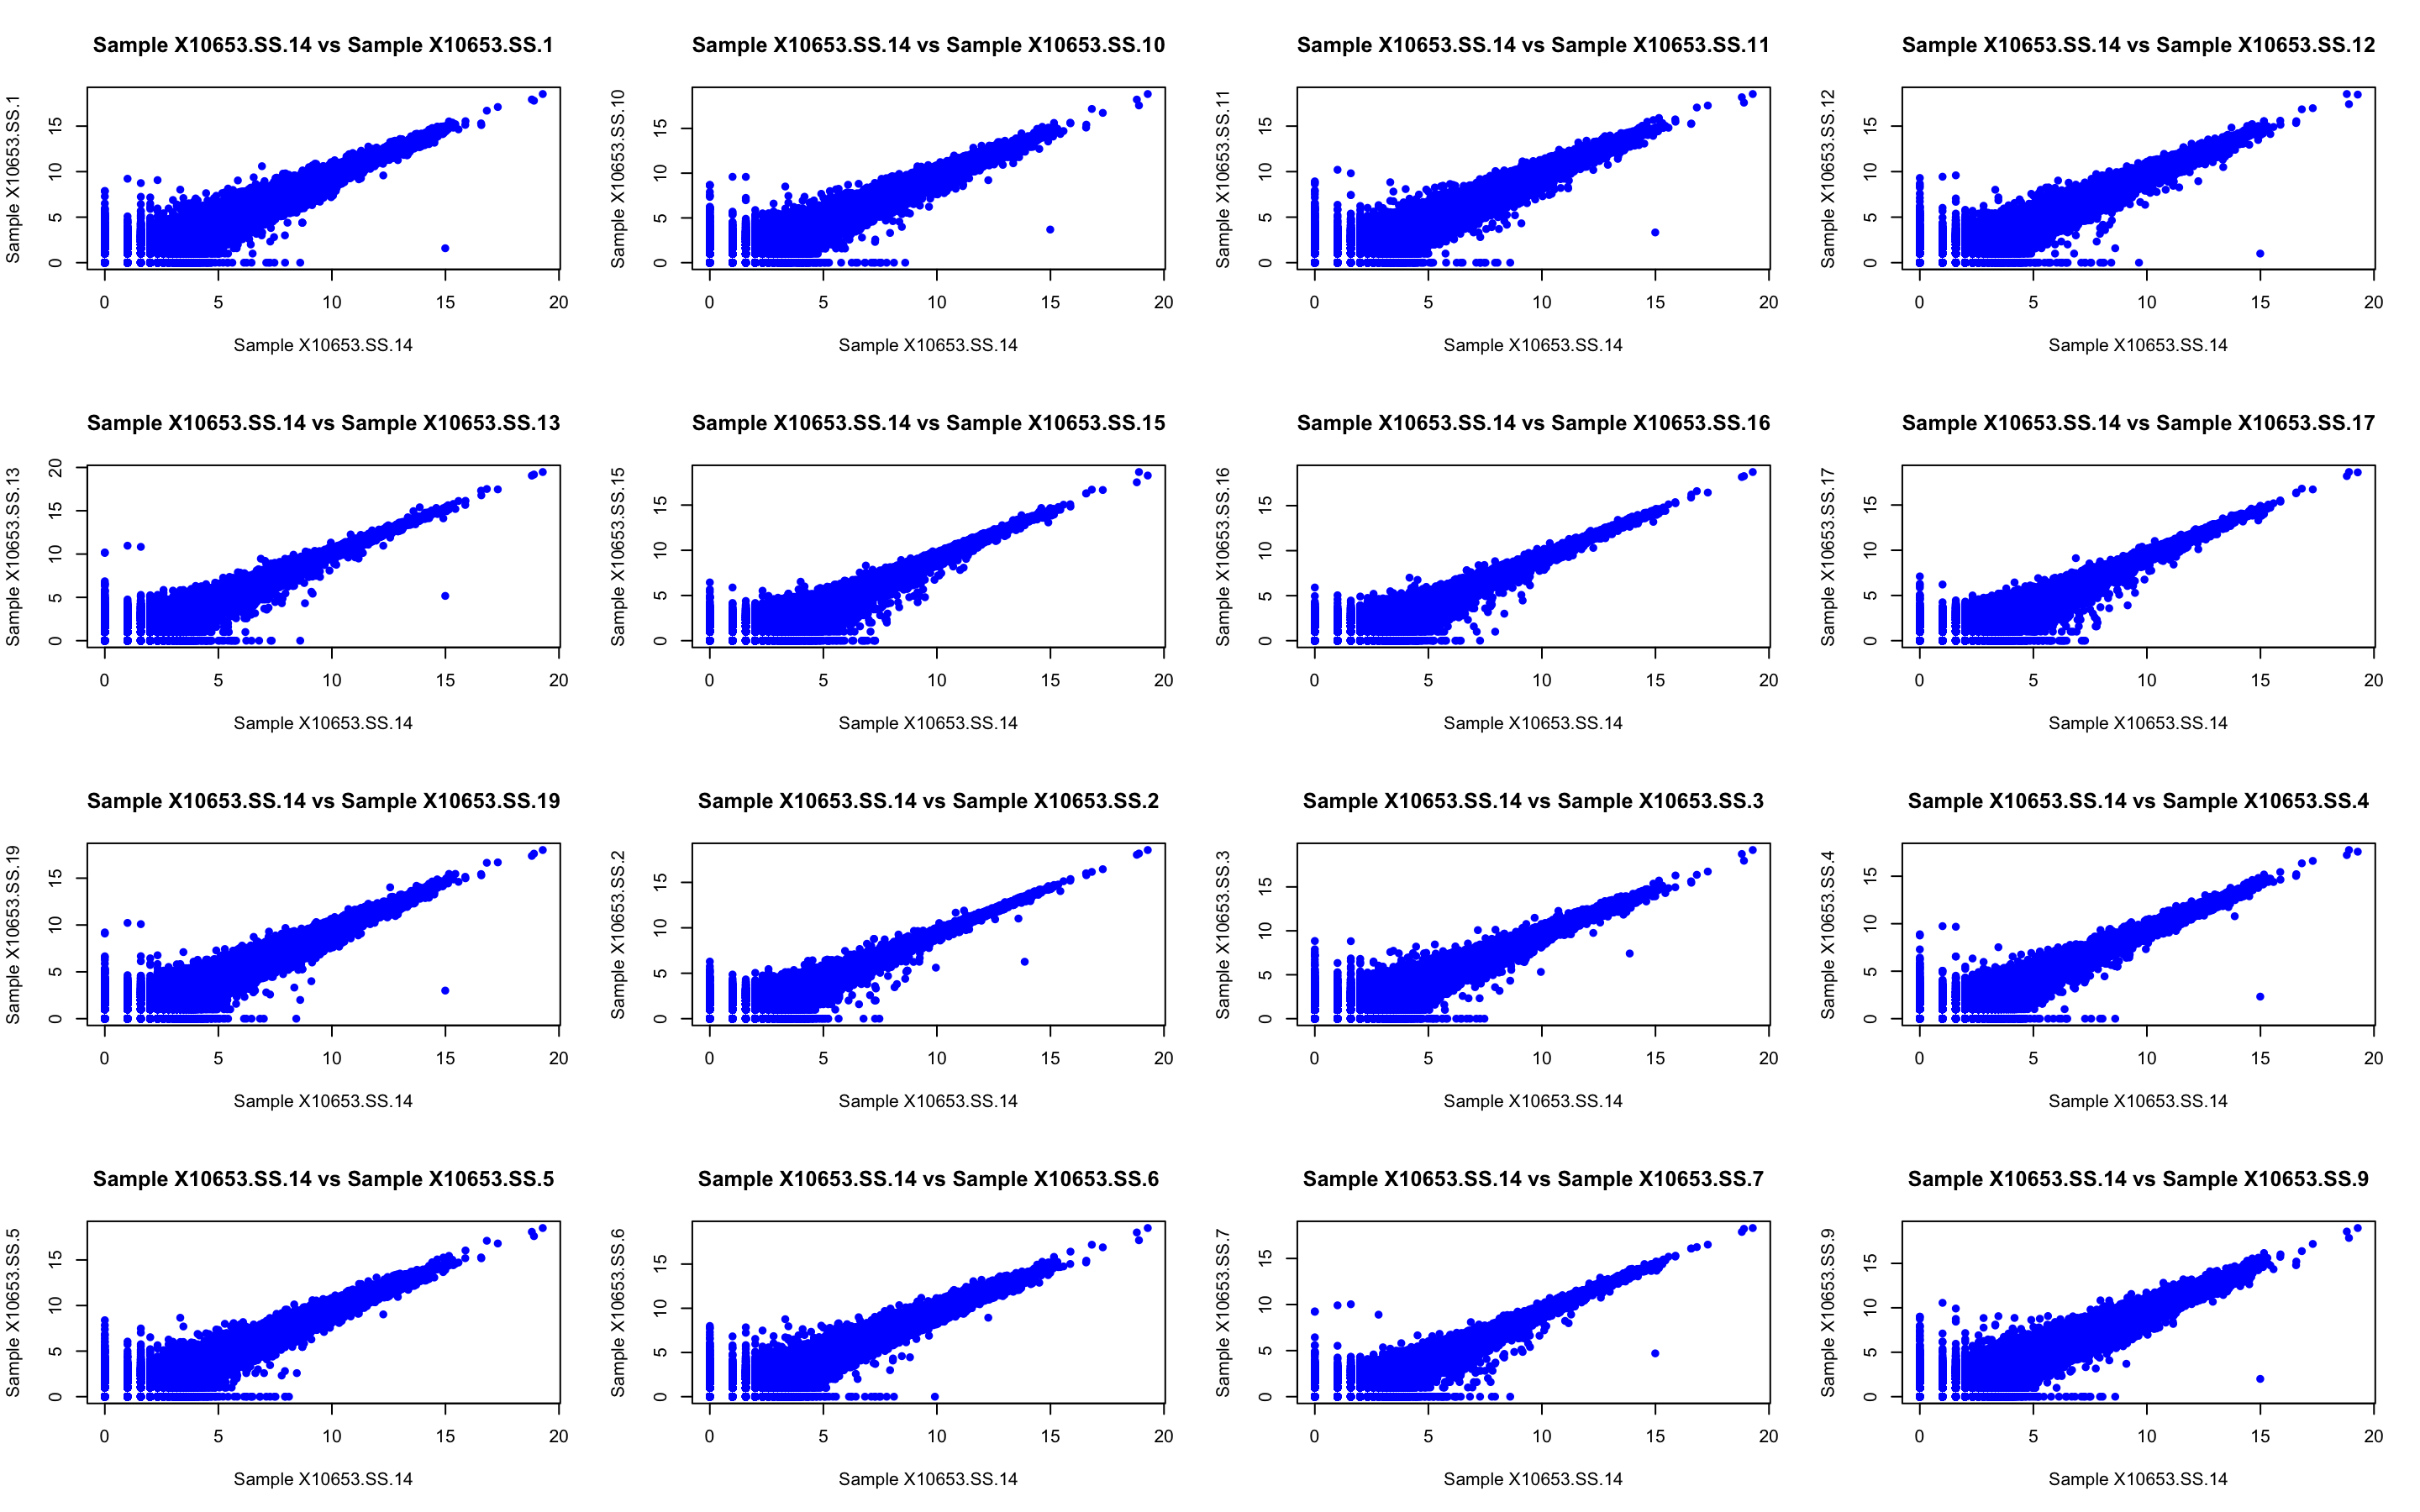 Sample X10653.SS.14 vs Sample X10653.SS.1
Sample X10653.SS.1
0 5 10 15
0 5 10 15 20
Sample X10653.SS.14
Sample X10653.SS.14 vs Sample X10653.SS.10
Sample X10653.SS.10
0 5 10 15
0 5 10 15 20
Sample X10653.SS.14
Sample X10653.SS.14 vs Sample X10653.SS.11
Sample X10653.SS.11
0 5 10 15
0 5 10 15 20
Sample X10653.SS.14
Sample X10653.SS.14 vs Sample X10653.SS.12
Sample X10653.SS.12
0 5 10 15
0 5 10 15 20
Sample X10653.SS.14
Sample X10653.SS.14 vs Sample X10653.SS.13
Sample X10653.SS.13
0 5 10 15 20
0 5 10 15 20
Sample X10653.SS.14
Sample X10653.SS.14 vs Sample X10653.SS.15
Sample X10653.SS.15
0 5 10 15
0 5 10 15 20
Sample X10653.SS.14
Sample X10653.SS.14 vs Sample X10653.SS.16
Sample X10653.SS.16
0 5 10 15
0 5 10 15 20
Sample X10653.SS.14
Sample X10653.SS.14 vs Sample X10653.SS.17
Sample X10653.SS.17
0 5 10 15
0 5 10 15 20
Sample X10653.SS.14
Sample X10653.SS.14 vs Sample X10653.SS.19
Sample X10653.SS.19
0 5 10 15
0 5 10 15 20
Sample X10653.SS.14
Sample X10653.SS.14 vs Sample X10653.SS.2
Sample X10653.SS.2
0 5 10 15
0 5 10 15 20
Sample X10653.SS.14
Sample X10653.SS.14 vs Sample X10653.SS.3
Sample X10653.SS.3
0 5 10 15
0 5 10 15 20
Sample X10653.SS.14
Sample X10653.SS.14 vs Sample X10653.SS.4
Sample X10653.SS.4
0 5 10 15
0 5 10 15 20
Sample X10653.SS.14
Sample X10653.SS.14 vs Sample X10653.SS.5
Sample X10653.SS.5
0 5 10 15
0 5 10 15 20
Sample X10653.SS.14
Sample X10653.SS.14 vs Sample X10653.SS.6
Sample X10653.SS.6
0 5 10 15
0 5 10 15 20
Sample X10653.SS.14
Sample X10653.SS.14 vs Sample X10653.SS.7
Sample X10653.SS.7
0 5 10 15
0 5 10 15 20
Sample X10653.SS.14
Sample X10653.SS.14 vs Sample X10653.SS.9
Sample X10653.SS.9
0 5 10 15
0 5 10 15 20
Sample X10653.SS.14